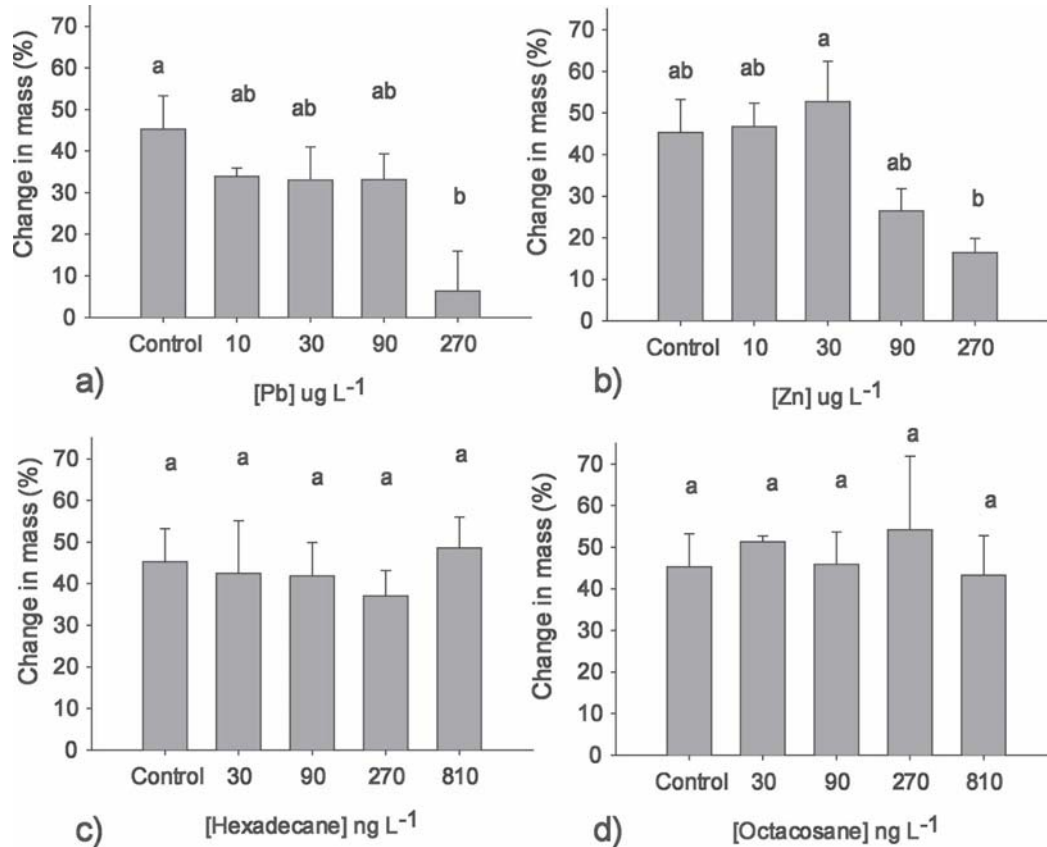 Change in mass (%)
70
60
50
40
30
20
10
0
a
ab
ab
ab
b
Control 10 30 90 270
a)
[Pb] ug L-1
Change in mass (%)
70
60
50
40
30
20
10
0
ab
ab
a
ab
b
Control 10 30 90 270
b)
[Zn] ug L-1
Change in mass (%)
70
60
50
40
30
20
10
0
a
a
a
a
a
Control 30 90 270 810
c)
[Hexadecane] ng L-1
Change in mass (%)
70
60
50
40
30
20
10
0
a
a
a
a
a
Control 30 90 270 810
d)
[Octacosane] ng L-1